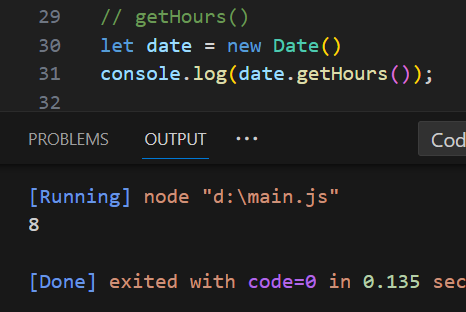 29 // getHours()
30 let date = new Date()
31 console.log(date.getHours());
32
PROBLEMS OUTPUT ··· Cod
[Running] node "d:\main.js"
8
[Done] exited with code=0 in 0.135 sec